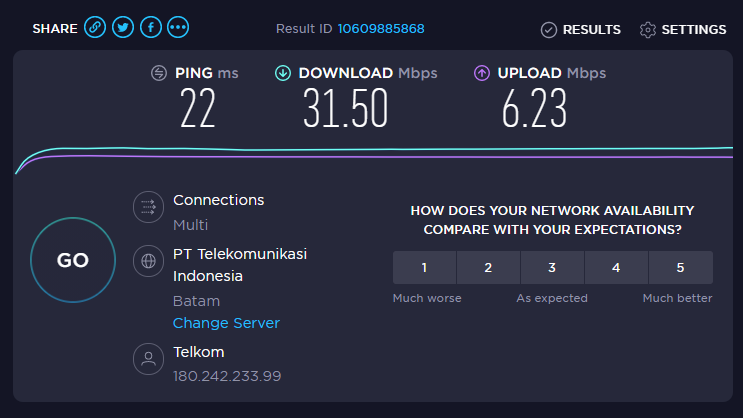 SHARE
Result ID 10609885868
RESULTS
SETTINGS
PING ms
DOWNLOAD Mbps
UPLOAD Mbps
22
31.50
6.23
GO
Connections
Multi
PT Telekomunikasi
Indonesia
Batam
Change Server
Telkom
180.242.233.99
HOW DOES YOUR NETWORK AVAILABILITY
COMPARE WITH YOUR EXPECTATIONS?
1 2 3 4 5
Much worse As expected Much better